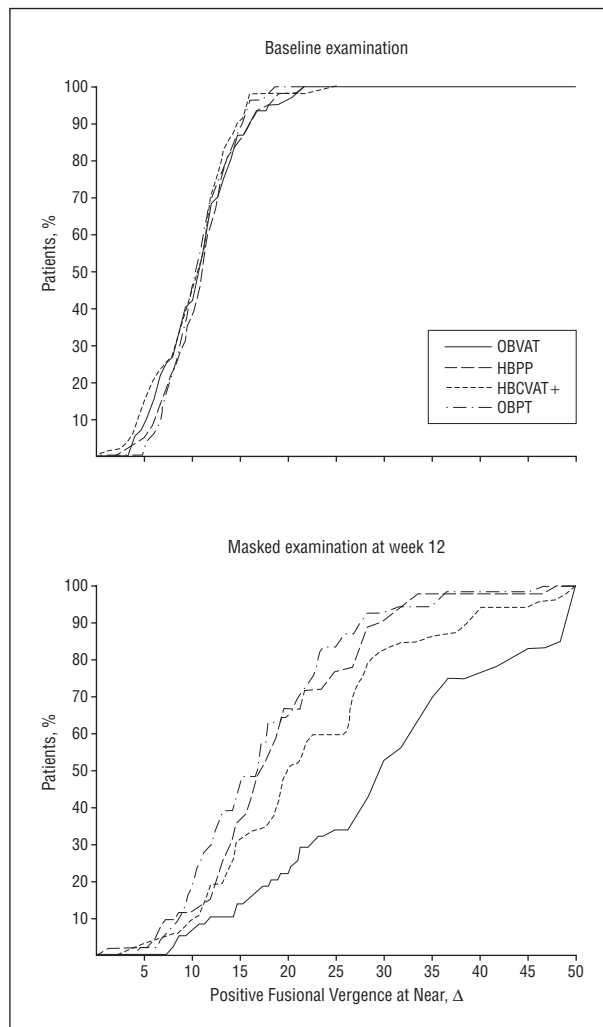 Baseline examination
100
90
80
70
60
50
40
30
20
10
Patients, %
OBVAT
HBPP
HBCVAT+
OBPT
Masked examination at week 12
100
90
80
70
60
50
40
30
20
10
Patients, %
5 10 15 20 25 30 35 40 45 50
Positive Fusional Vergence at Near, Δ